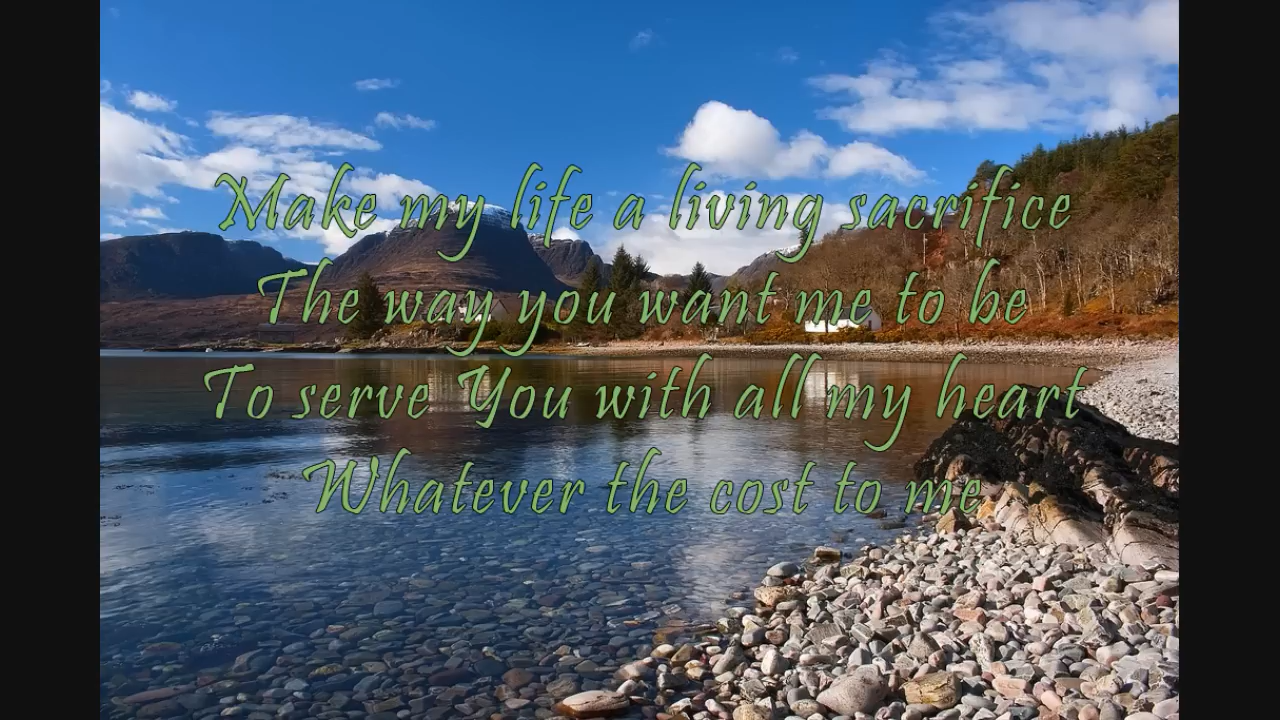 Make my life a living sacrifice
The way you want me to be
To serve You with all my heart
Whatever the cost to me